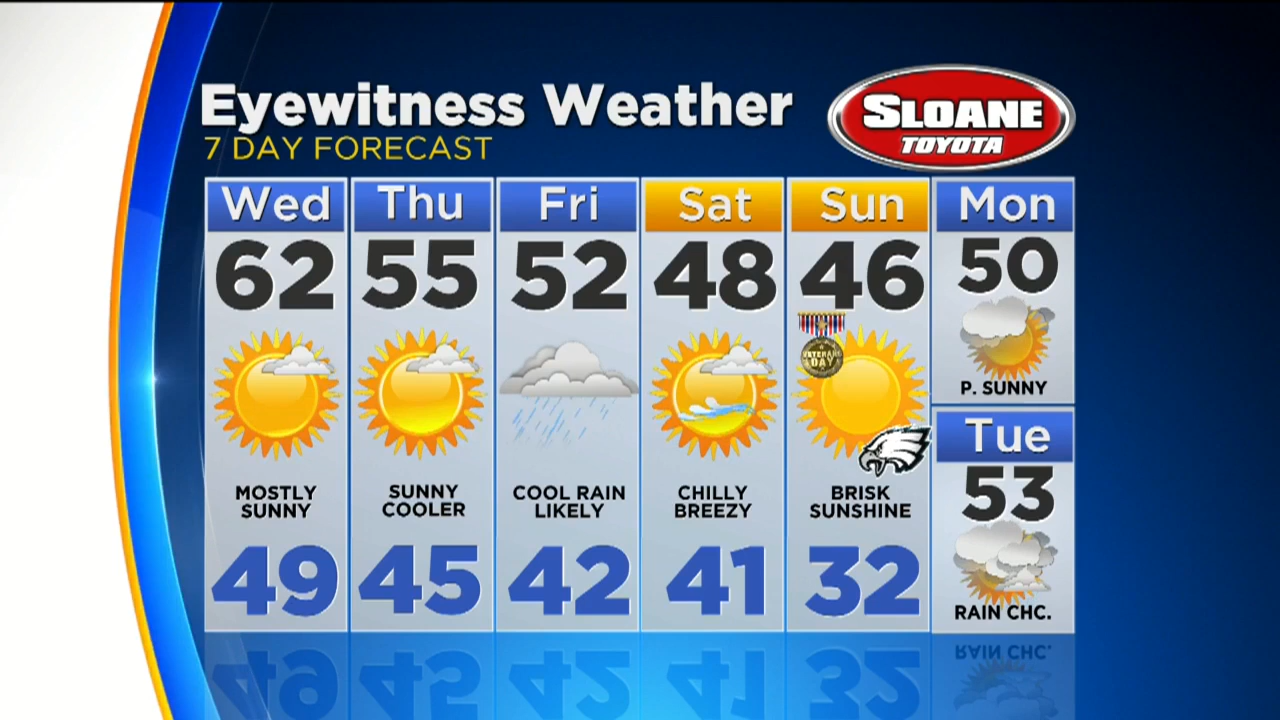 Eyewitness Weather
7 DAY FORECAST
SLOANE
TOYOTA
Wed
62
MOSTLY
SUNNY
49
Thu
55
SUNNY
COOLER
45
Fri
52
COOL RAIN
LIKELY
42
Sat
48
CHILLY
BREEZY
41
Sun
46
VETERANS
DAY
BRISK
SUNSHINE
32
Mon
50
P. SUNNY
Tue
53
RAIN CHC.